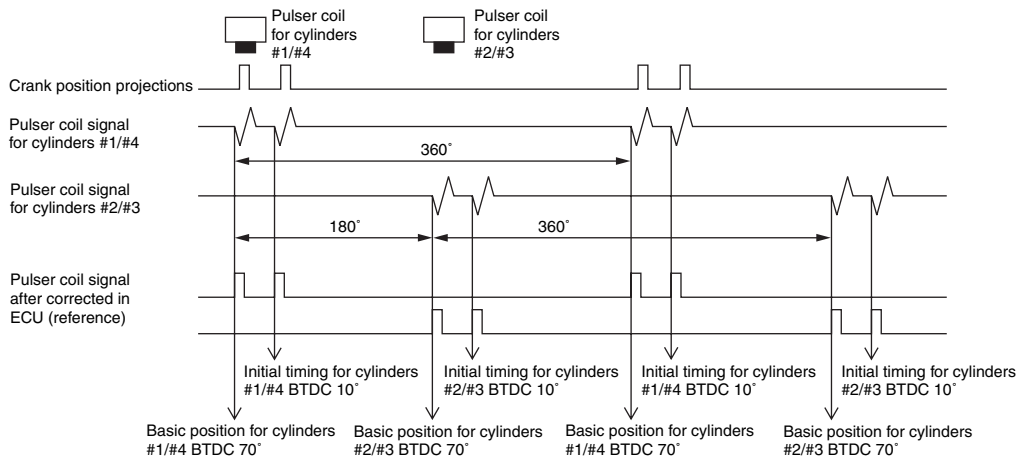 Pulser coil
for cylinders
#1/#4
Pulser coil
for cylinders
#2/#3
Crank position projections
Pulser coil signal
for cylinders #1/#4
360˚
Pulser coil signal
for cylinders #2/#3
180˚
360˚
Pulser coil signal
after corrected in
ECU (reference)
Initial timing for cylinders
#1/#4 BTDC 10˚
Initial timing for cylinders
#2/#3 BTDC 10˚
Initial timing for cylinders
#1/#4 BTDC 10˚
Initial timing for cylinders
#2/#3 BTDC 10˚
Basic position for cylinders
#1/#4 BTDC 70˚
Basic position for cylinders
#2/#3 BTDC 70˚
Basic position for cylinders
#1/#4 BTDC 70˚
Basic position for cylinders
#2/#3 BTDC 70˚